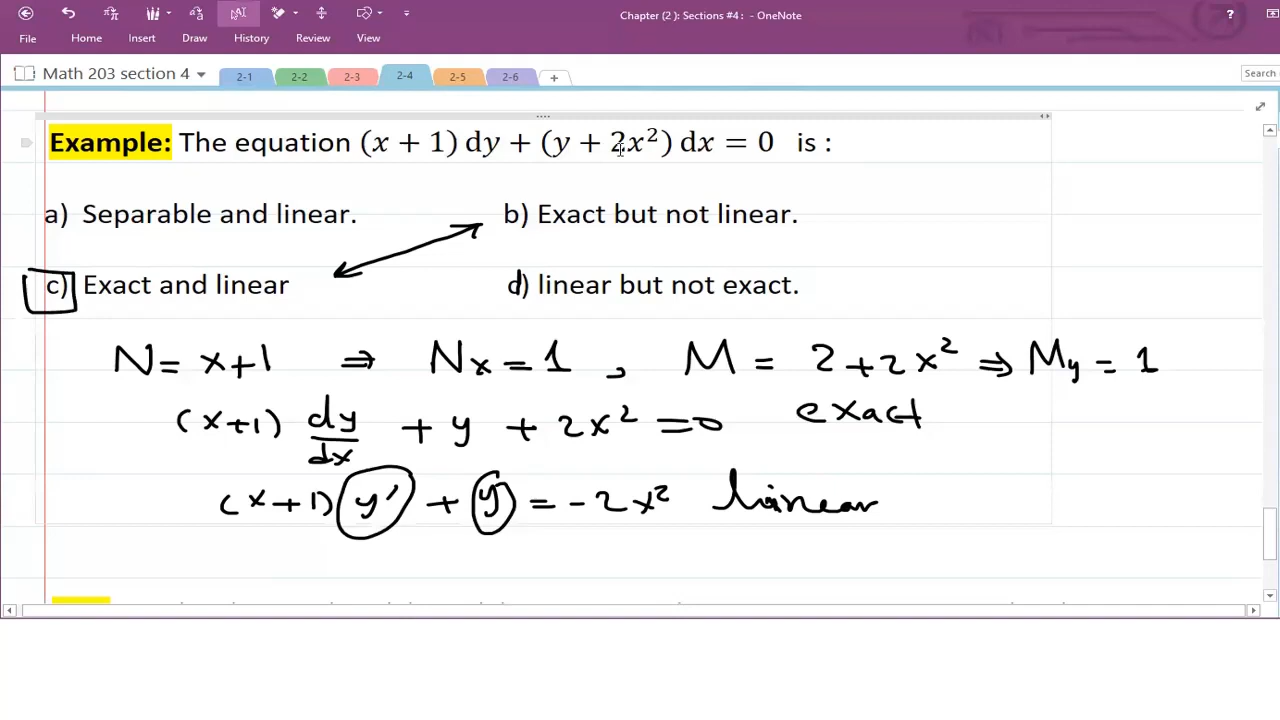 Chapter (2 ): Sections #4 : - OneNote
?
File Home Insert Draw History Review View
Math 203 section 4 2-1 2-2 2-3 2-4 2-5 2-6 +
Search
Example: The equation (x + 1) dy + (y + 2x²) dx = 0 is :
a) Separable and linear. b) Exact but not linear.
c) Exact and linear d) linear but not exact.
N = x+1 ⇒ Nx = 1 , M = 2 + 2x² ⇒ My = 1
(x+1) dy/dx + y + 2x² = 0 exact
(x+1) y' + y = - 2x² linear